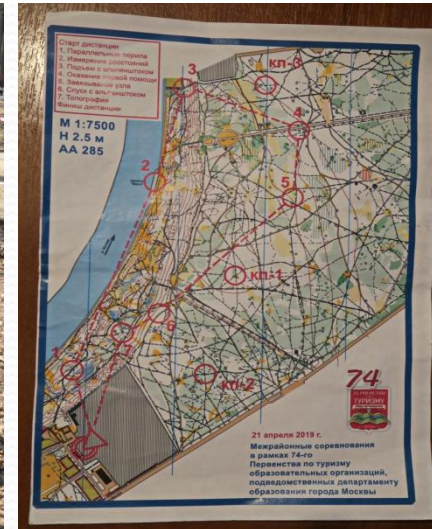 Старт дистанции
1, Параллельные перила
2, Измерение расстояний
3, Подъем с альпенштоком
4, Оказание первой помощи
5, Завязывание узла
6, Спуск с альпенштоком
7, Топография
Финиш дистанции
М 1:7500
Н 2.5 м
АА 285
3
КП-3
4
2
5
КП-1
6
1
КП-2
74
ТУРИЗМУ
21 апреля 2019 г.
Межрайонные соревнования
в рамках 74-го
Первенства по туризму
образовательных организаций,
подведомственных департаменту
образования города Москвы